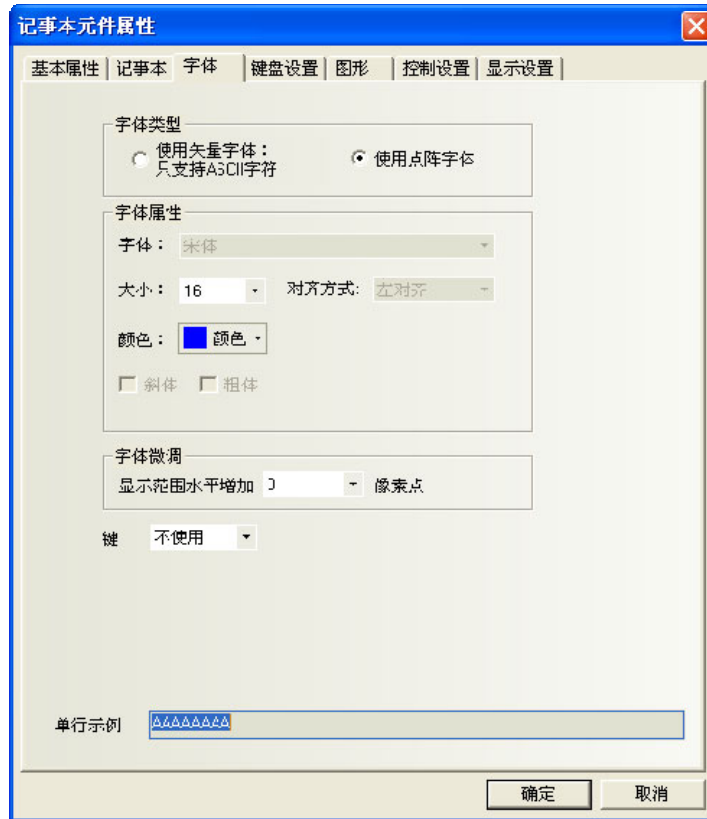 记事本元件属性
基本属性 记事本 字体 键盘设置 图形 控制设置 显示设置
字体类型
使用矢量字体：
只支持ASCII字符
使用点阵字体
字体属性
字体： 宋体
大小： 16 对齐方式: 左对齐
颜色： 颜色
斜体 粗体
字体微调
显示范围水平增加 0 像素点
键 不使用
单行示例 AAAAAAAA
确定 取消